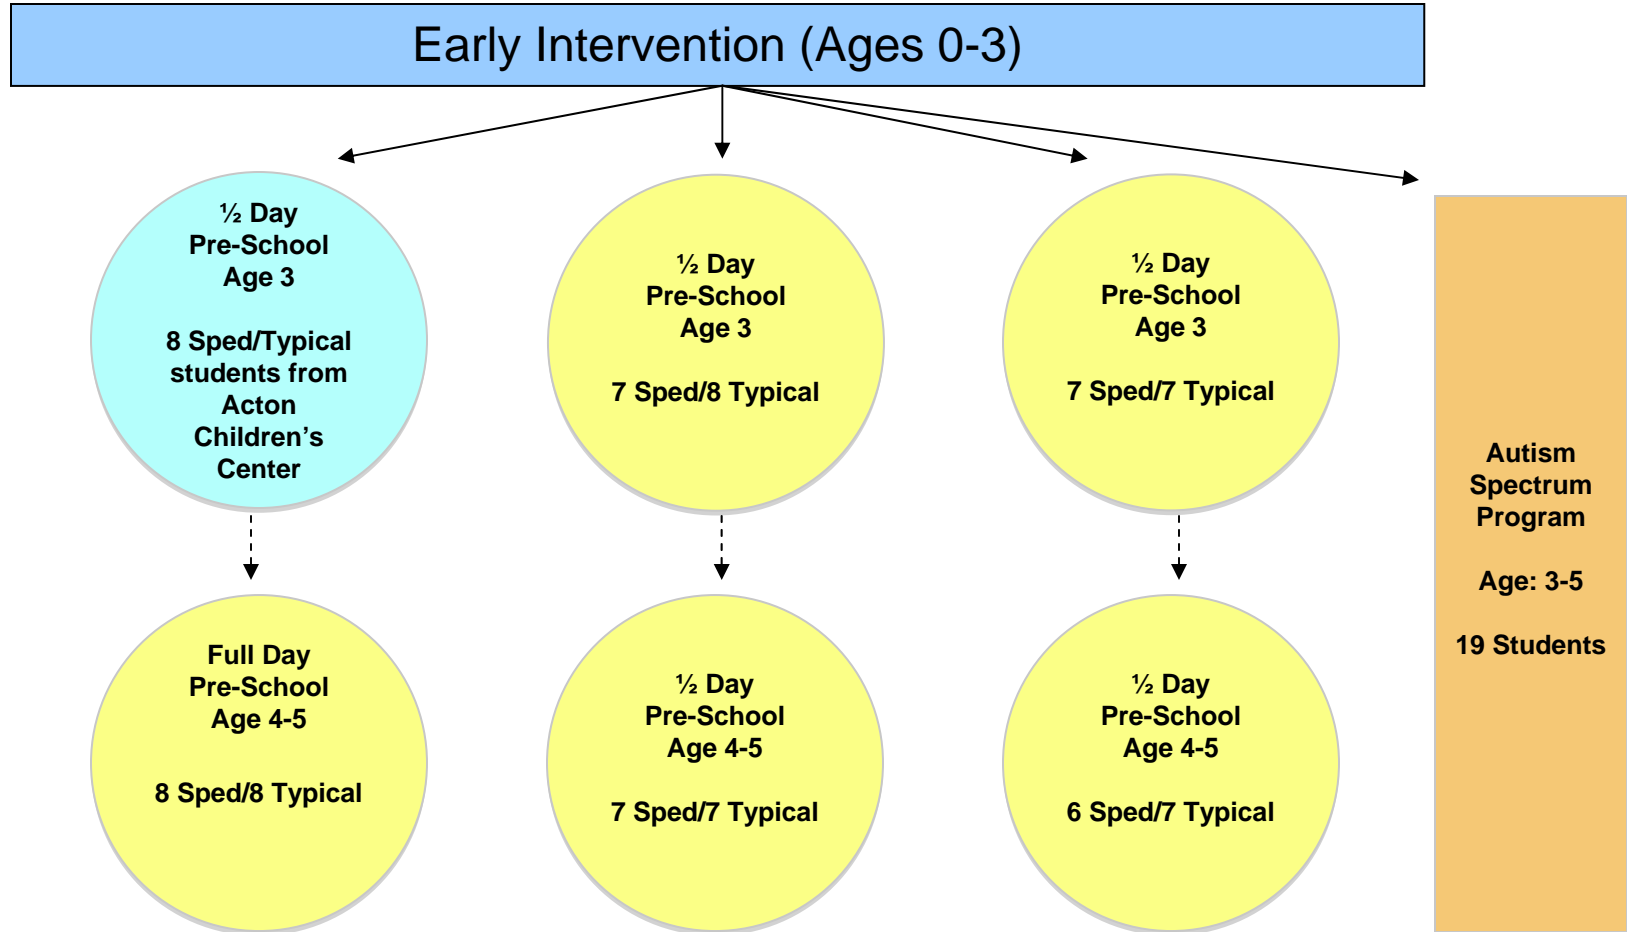 Early Intervention (Ages 0-3)
½ Day
Pre-School
Age 3
8 Sped/Typical
students from
Acton
Children’s
Center
½ Day
Pre-School
Age 3
7 Sped/8 Typical
½ Day
Pre-School
Age 3
7 Sped/7 Typical
Autism
Spectrum
Program
Age: 3-5
19 Students
Full Day
Pre-School
Age 4-5
8 Sped/8 Typical
½ Day
Pre-School
Age 4-5
7 Sped/7 Typical
½ Day
Pre-School
Age 4-5
6 Sped/7 Typical